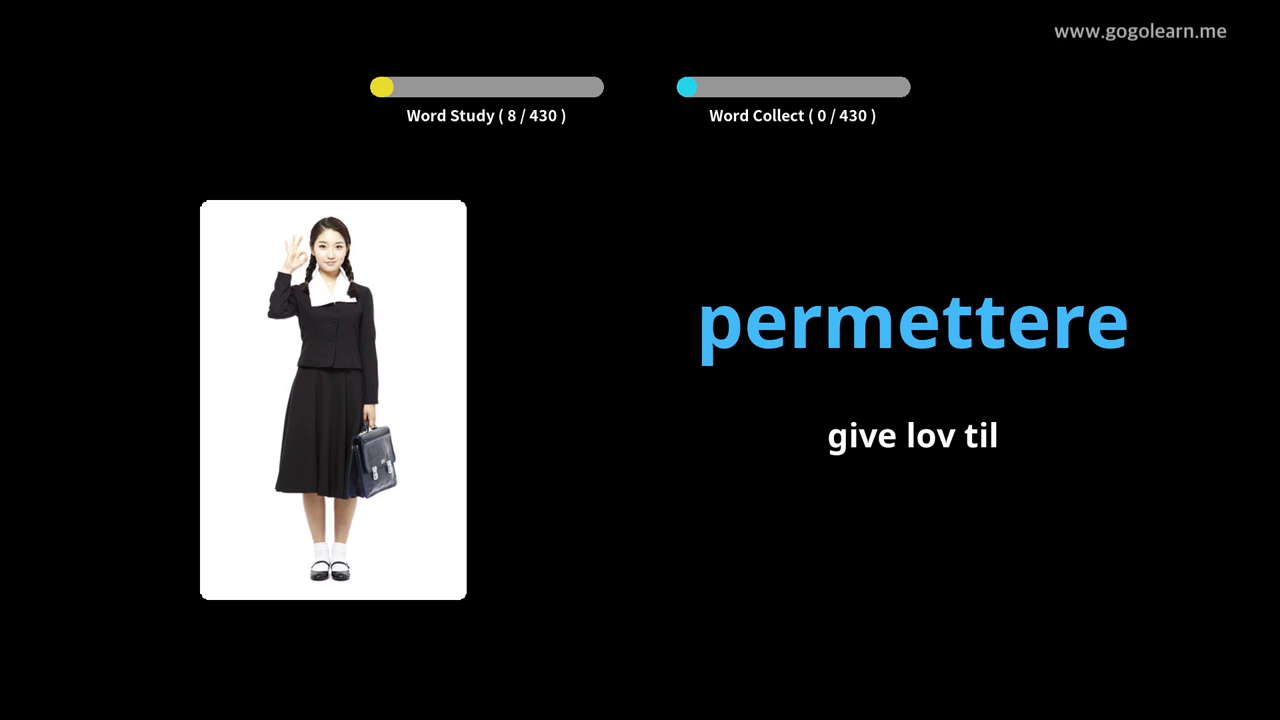 www.gogolearn.me
Word Study ( 8 / 430 )
Word Collect ( 0 / 430 )
permettere
give lov til